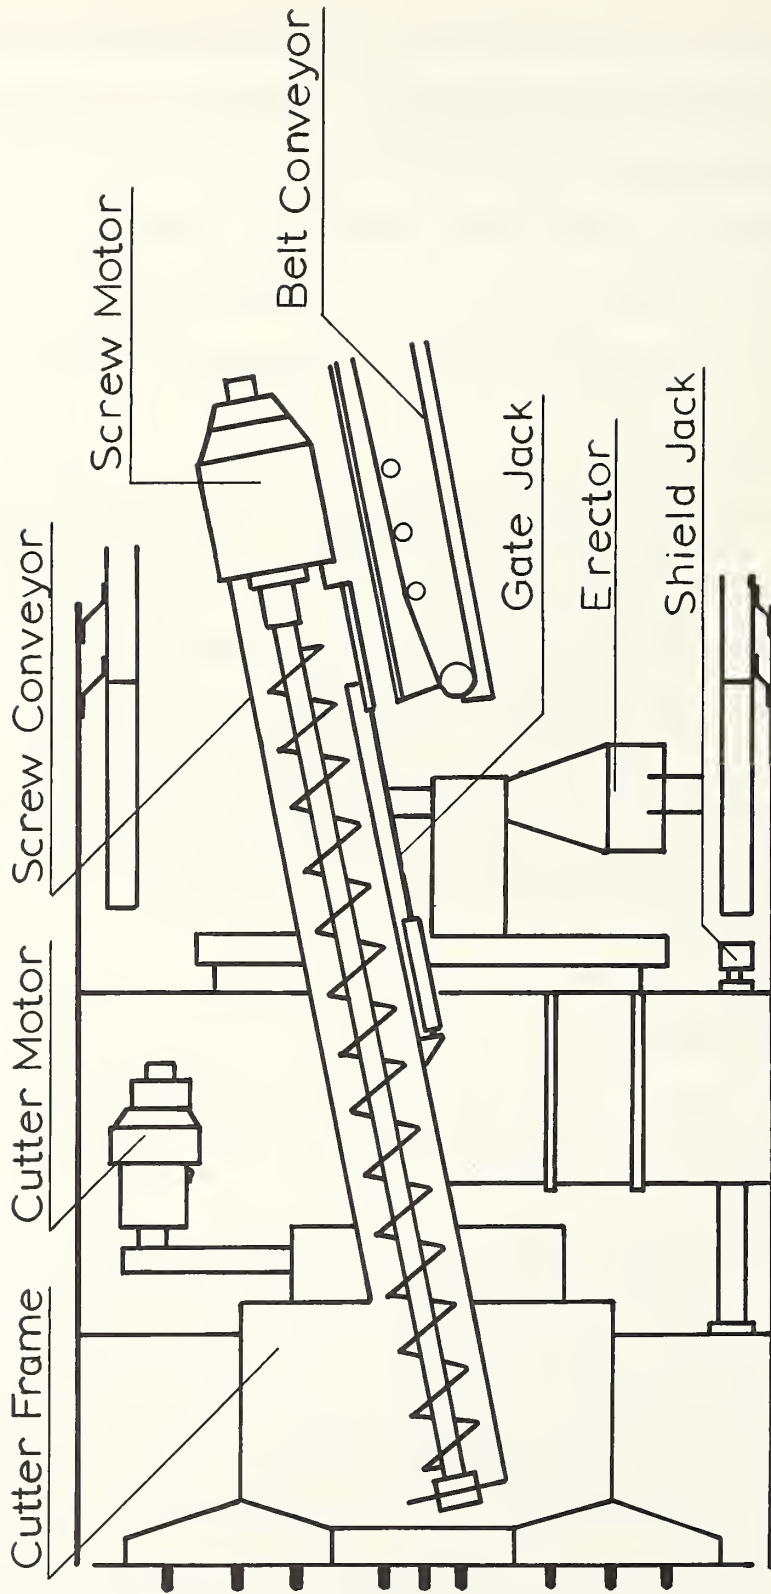 Cutter Frame
Cutter Motor
Screw Conveyor
Screw Motor
Belt Conveyor
Gate Jack
Erector
Shield Jack